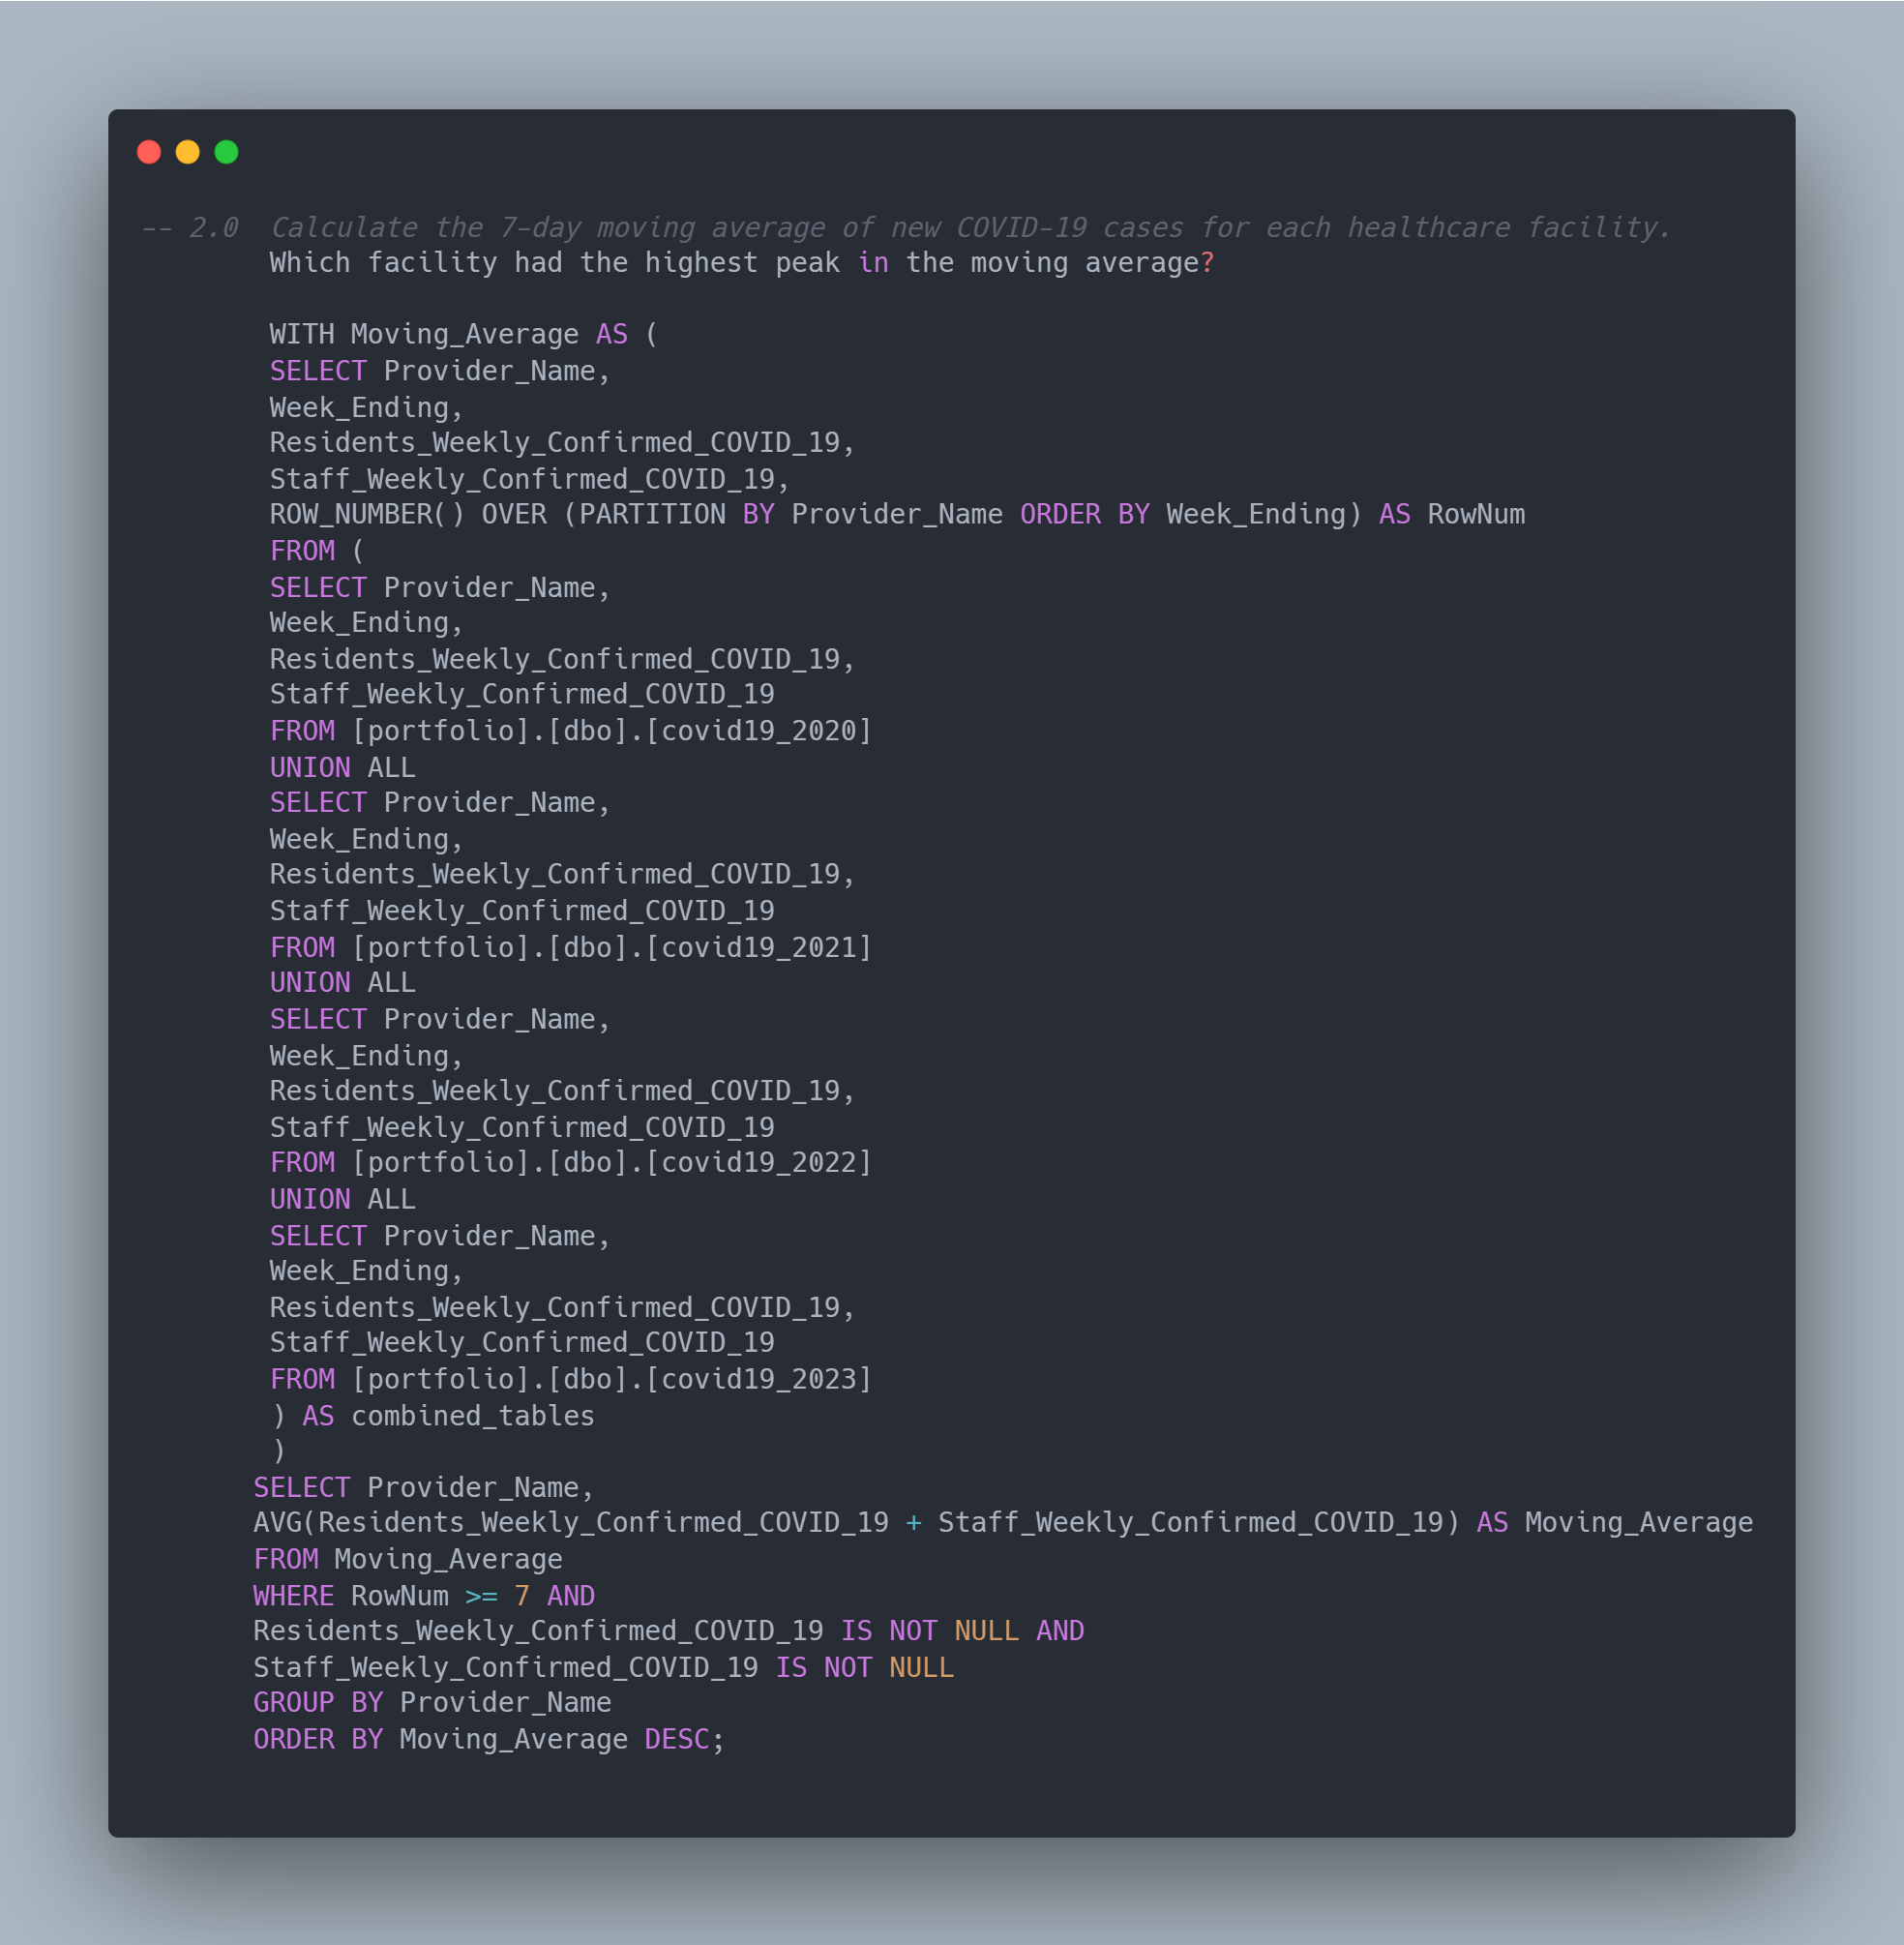 -- 2.0  Calculate the 7-day moving average of new COVID-19 cases for each healthcare facility.
Which facility had the highest peak in the moving average?
WITH Moving_Average AS (
SELECT Provider_Name,
Week_Ending,
Residents_Weekly_Confirmed_COVID_19,
Staff_Weekly_Confirmed_COVID_19,
ROW_NUMBER() OVER (PARTITION BY Provider_Name ORDER BY Week_Ending) AS RowNum
FROM (
SELECT Provider_Name,
Week_Ending,
Residents_Weekly_Confirmed_COVID_19,
Staff_Weekly_Confirmed_COVID_19
FROM [portfolio].[dbo].[covid19_2020]
UNION ALL
SELECT Provider_Name,
Week_Ending,
Residents_Weekly_Confirmed_COVID_19,
Staff_Weekly_Confirmed_COVID_19
FROM [portfolio].[dbo].[covid19_2021]
UNION ALL
SELECT Provider_Name,
Week_Ending,
Residents_Weekly_Confirmed_COVID_19,
Staff_Weekly_Confirmed_COVID_19
FROM [portfolio].[dbo].[covid19_2022]
UNION ALL
SELECT Provider_Name,
Week_Ending,
Residents_Weekly_Confirmed_COVID_19,
Staff_Weekly_Confirmed_COVID_19
FROM [portfolio].[dbo].[covid19_2023]
) AS combined_tables
)
SELECT Provider_Name,
AVG(Residents_Weekly_Confirmed_COVID_19 + Staff_Weekly_Confirmed_COVID_19) AS Moving_Average
FROM Moving_Average
WHERE RowNum >= 7 AND
Residents_Weekly_Confirmed_COVID_19 IS NOT NULL AND
Staff_Weekly_Confirmed_COVID_19 IS NOT NULL
GROUP BY Provider_Name
ORDER BY Moving_Average DESC;